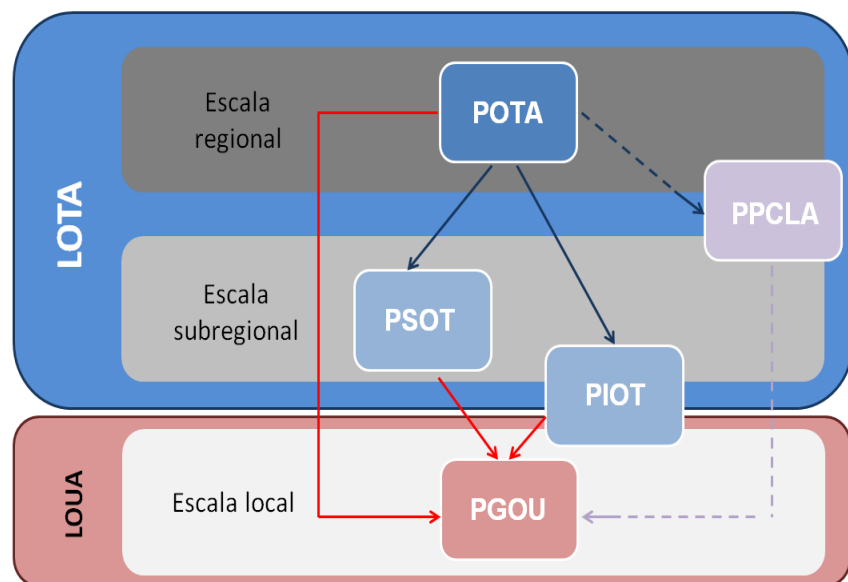 LOTA
Escala
regional
POTA
PPCLA
Escala
subregional
PSOT
PIOT
LOUA
Escala local
PGOU